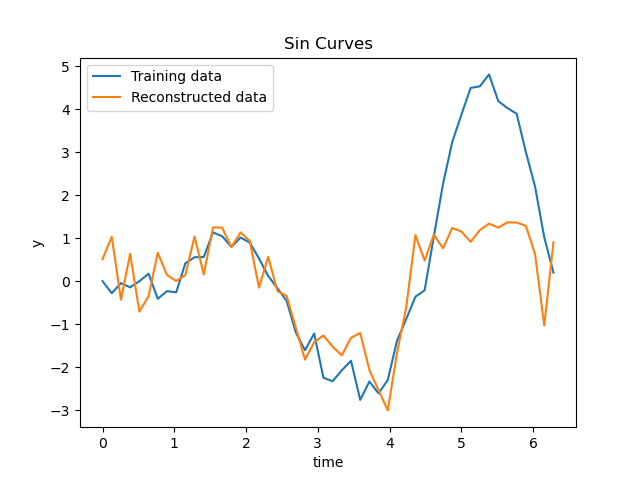 Sin Curves
Training data
Reconstructed data
5
4
3
2
1
0
−1
−2
−3
y
0 1 2 3 4 5 6
time